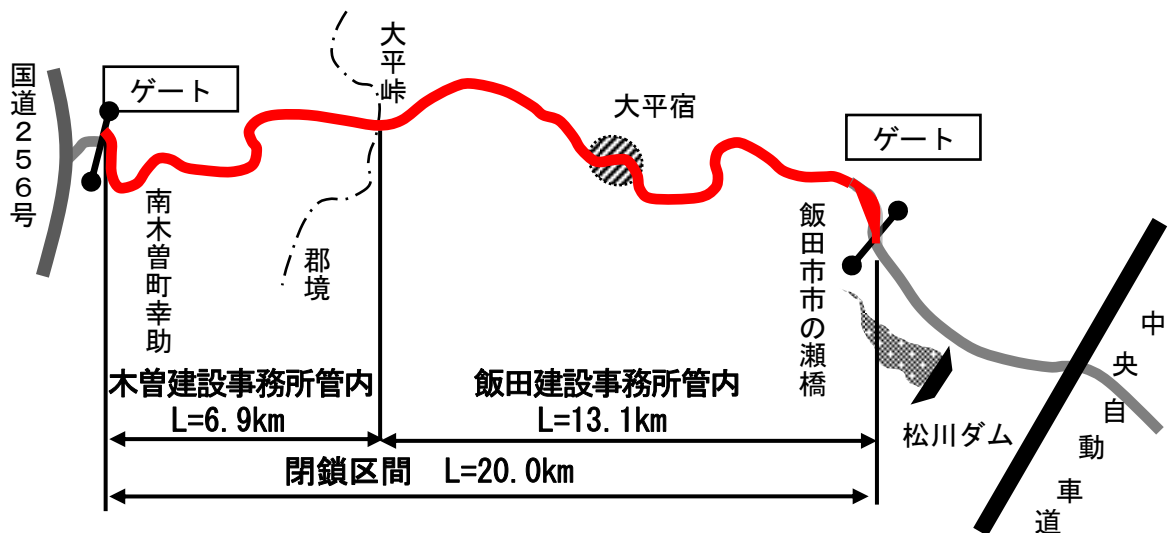 国道256号
ゲート
大平峠
大平宿
ゲート
南木曽町幸助
郡境
飯田市市の瀬橋
中央自動車道
木曽建設事務所管内
L=6.9km
飯田建設事務所管内
L=13.1km
松川ダム
閉鎖区間 L=20.0km